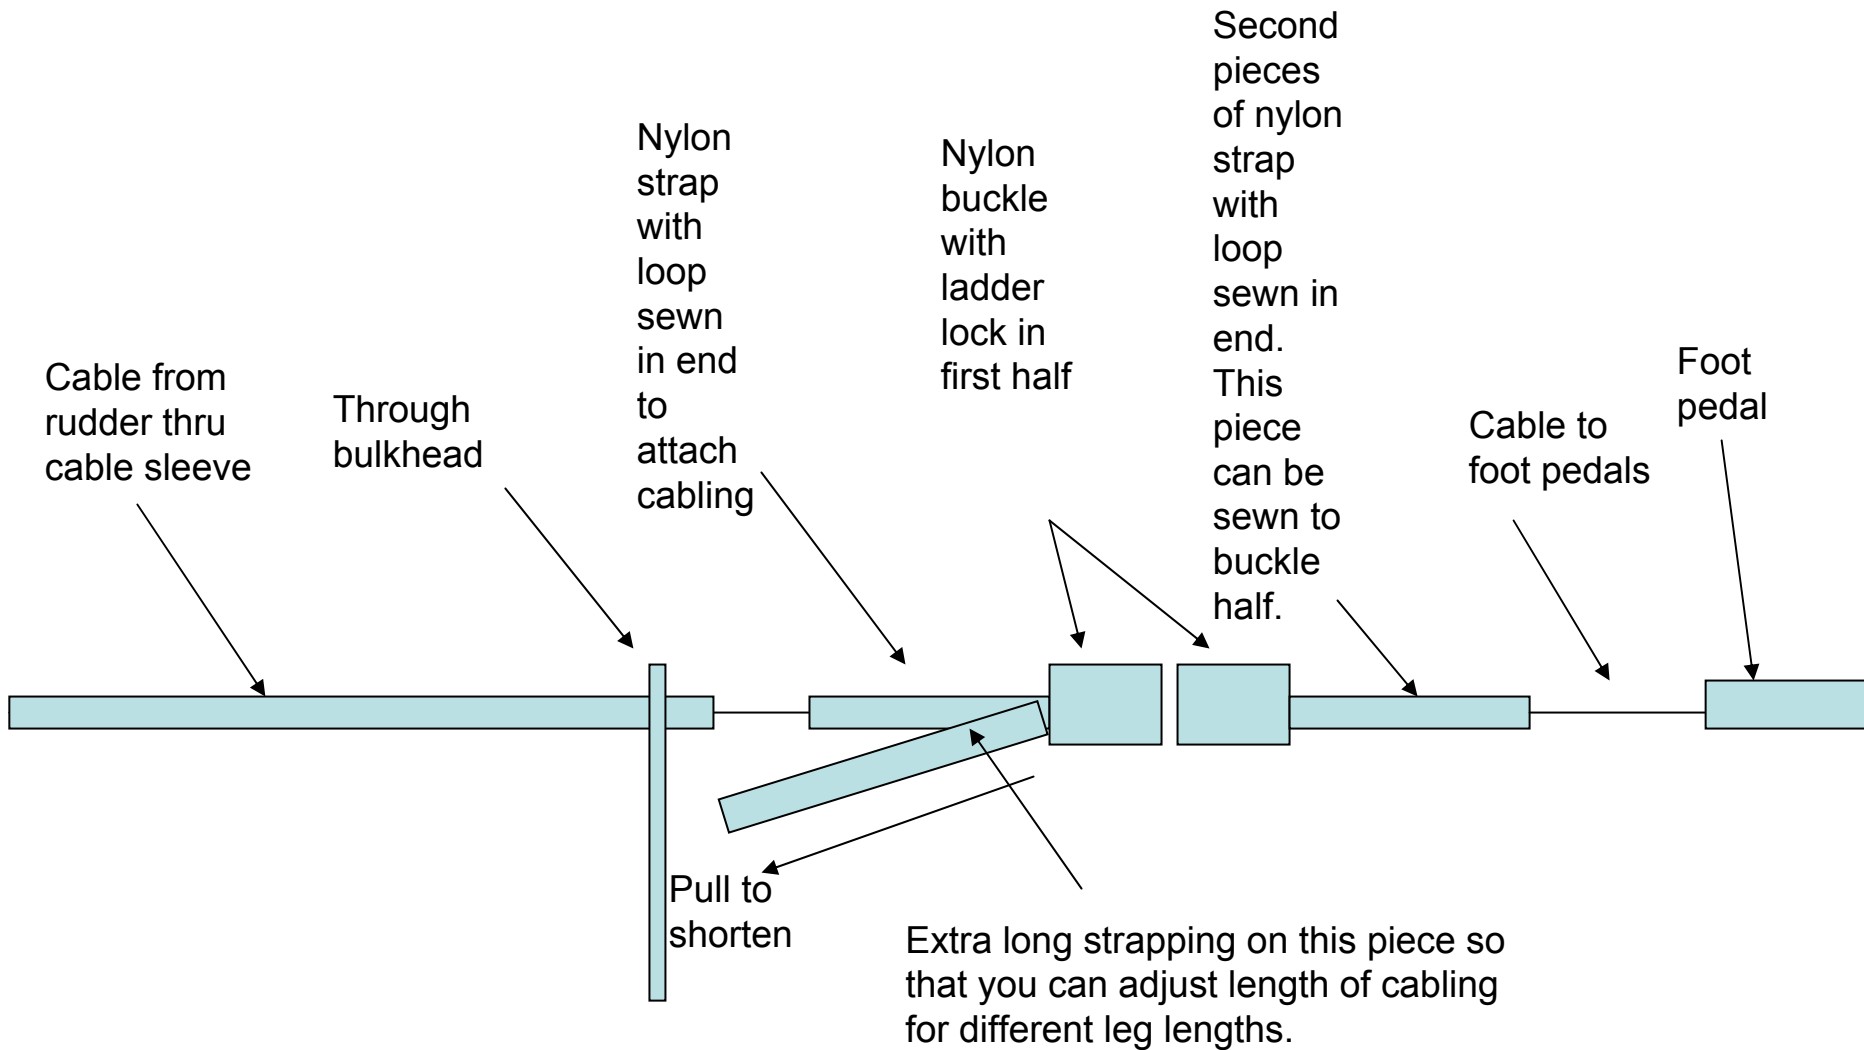 Cable from
rudder thru
cable sleeve
Through
bulkhead
Nylon
strap
with
loop
sewn
in end
to
attach
cabling
Nylon
buckle
with
ladder
lock in
first half
Second
pieces
of nylon
strap
with
loop
sewn in
end.
This
piece
can be
sewn to
buckle
half.
Cable to
foot pedals
Foot
pedal
Pull to
shorten
Extra long strapping on this piece so
that you can adjust length of cabling
for different leg lengths.